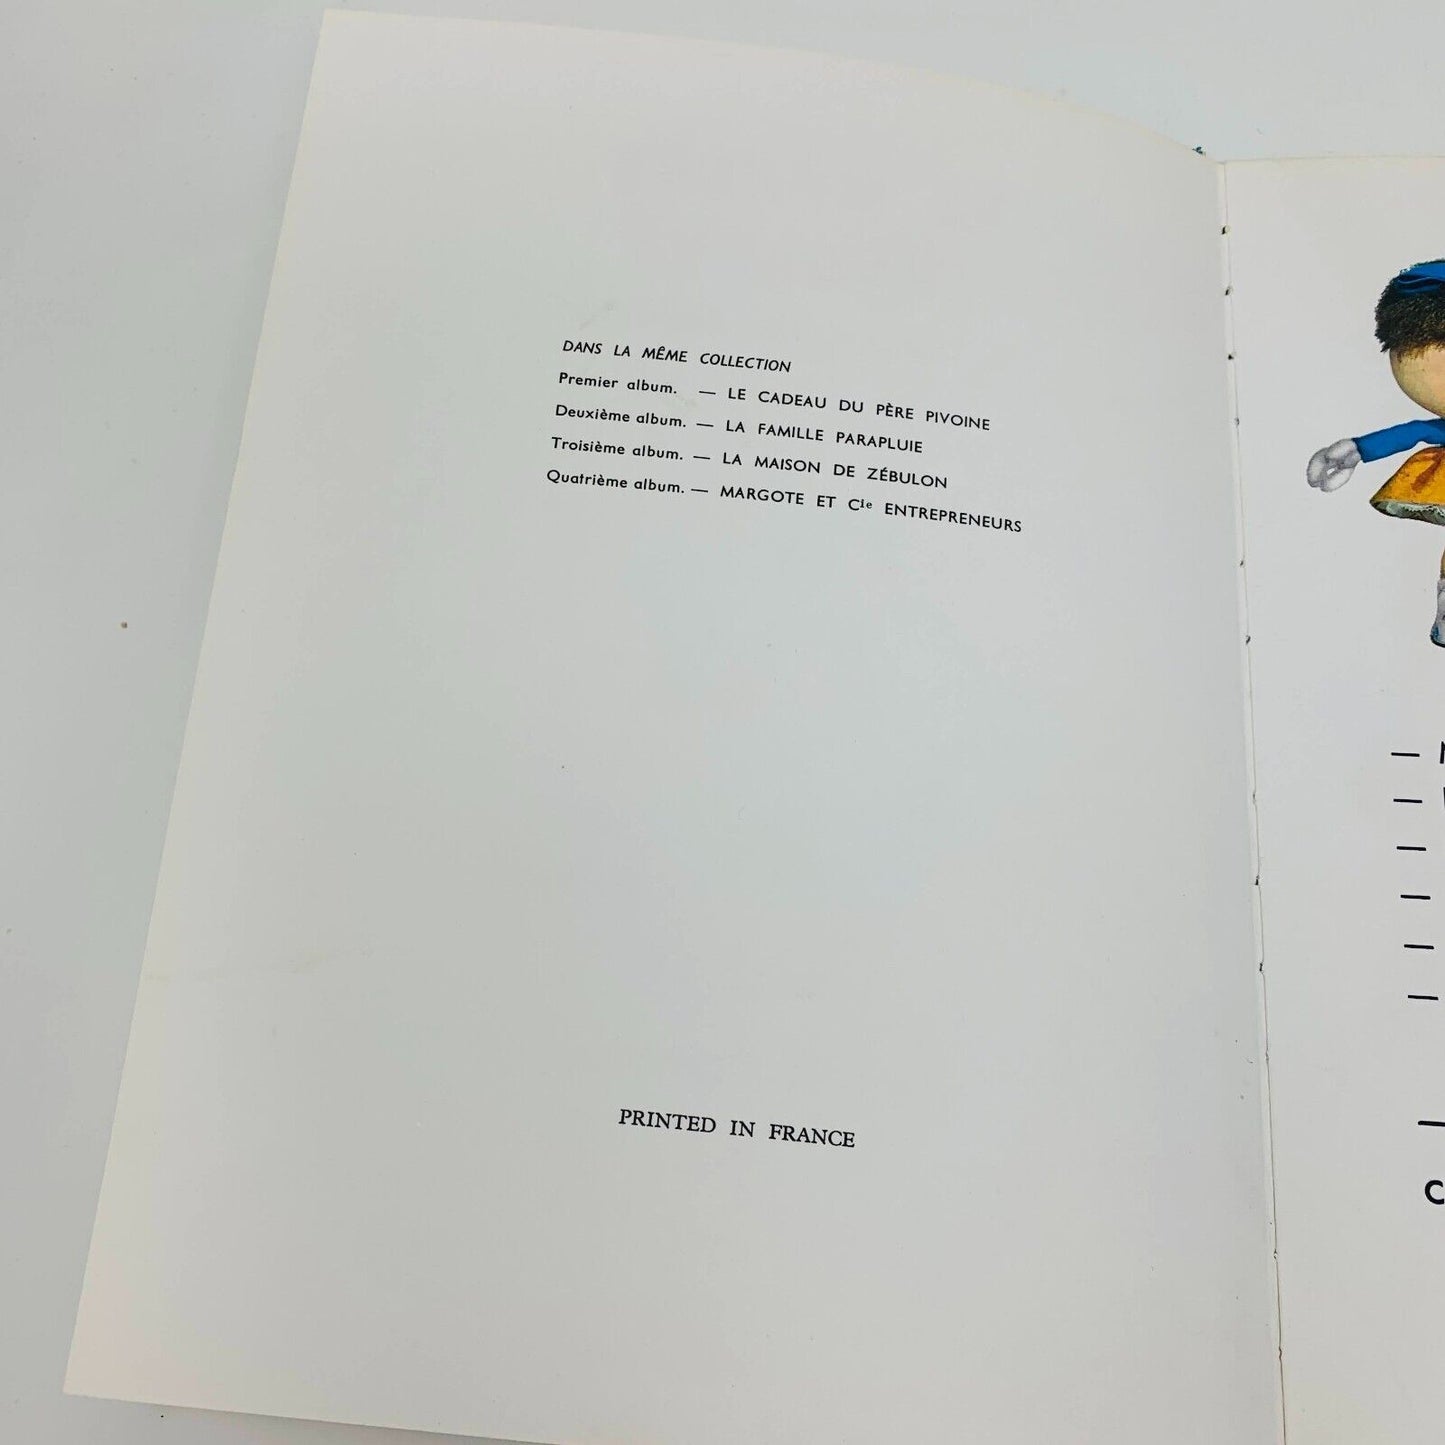 DANS LA MÊME COLLECTION
Premier album. — LE CADEAU DU PÈRE PIVOINE
Deuxième album. — LA FAMILLE PARAPLUIE
Troisième album. — LA MAISON DE ZÉBULON
Quatrième album. — MARGOTE ET Cie ENTREPRENEURS
PRINTED IN FRANCE